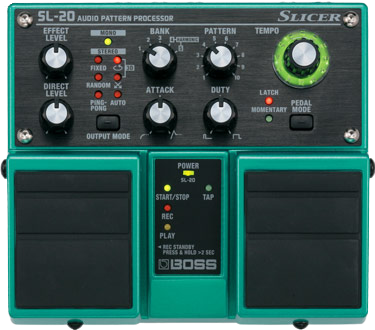 SL-20 AUDIO PATTERN PROCESSOR
SLICER
EFFECT LEVEL
MONO
STEREO
FIXED
3D
RANDOM
PING-PONG
AUTO
BANK
HARMONIC
PATTERN
TEMPO
DIRECT LEVEL
OUTPUT MODE
ATTACK
DUTY
LATCH
MOMENTARY
PEDAL MODE
POWER
SL-20
START/STOP
TAP
REC
PLAY
◄ REC STANDBY
PRESS & HOLD >2 SEC
BOSS